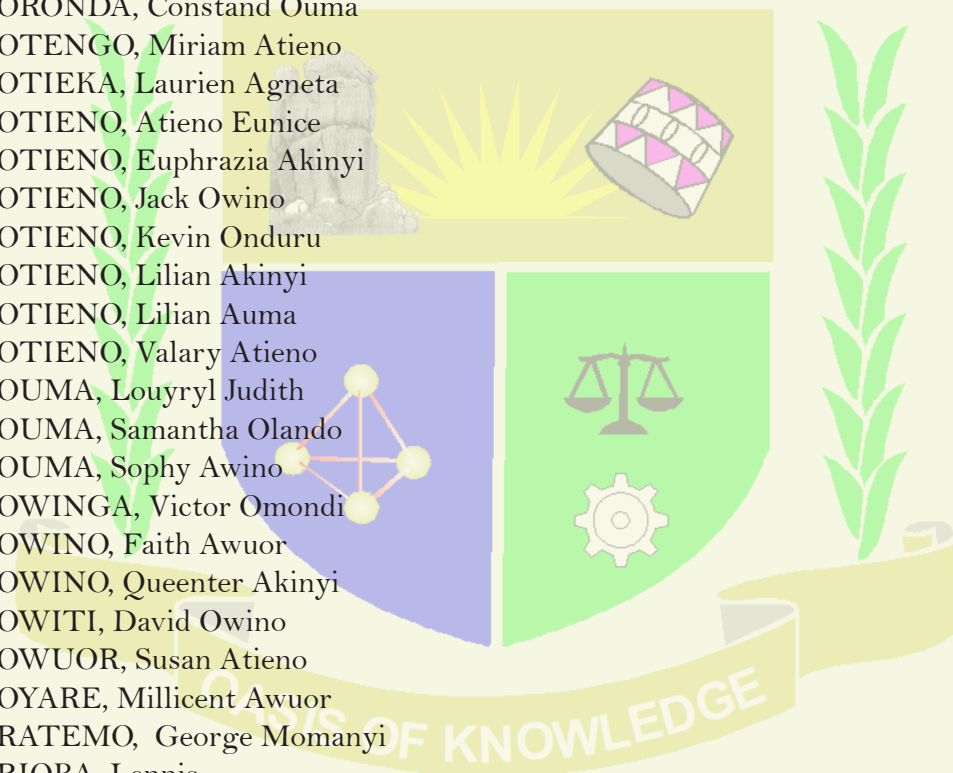 ORONDA, Constand Ouma
OTENGO, Miriam Atieno
OTIEKA, Laurien Agneta
OTIENO, Atieno Eunice
OTIENO, Euphrazia Akinyi
OTIENO, Jack Owino
OTIENO, Kevin Onduru
OTIENO, Lilian Akinyi
OTIENO, Lilian Auma
OTIENO, Valary Atieno
OUMA, Louyryl Judith
OUMA, Samantha Olando
OUMA, Sophy Awino
OWINGA, Victor Omondi
OWINO, Faith Awuor
OWINO, Queenter Akinyi
OWITI, David Owino
OWUOR, Susan Atieno
OYARE, Millicent Awuor
RATEMO, George Momanyi
OASIS OF KNOWLEDGE